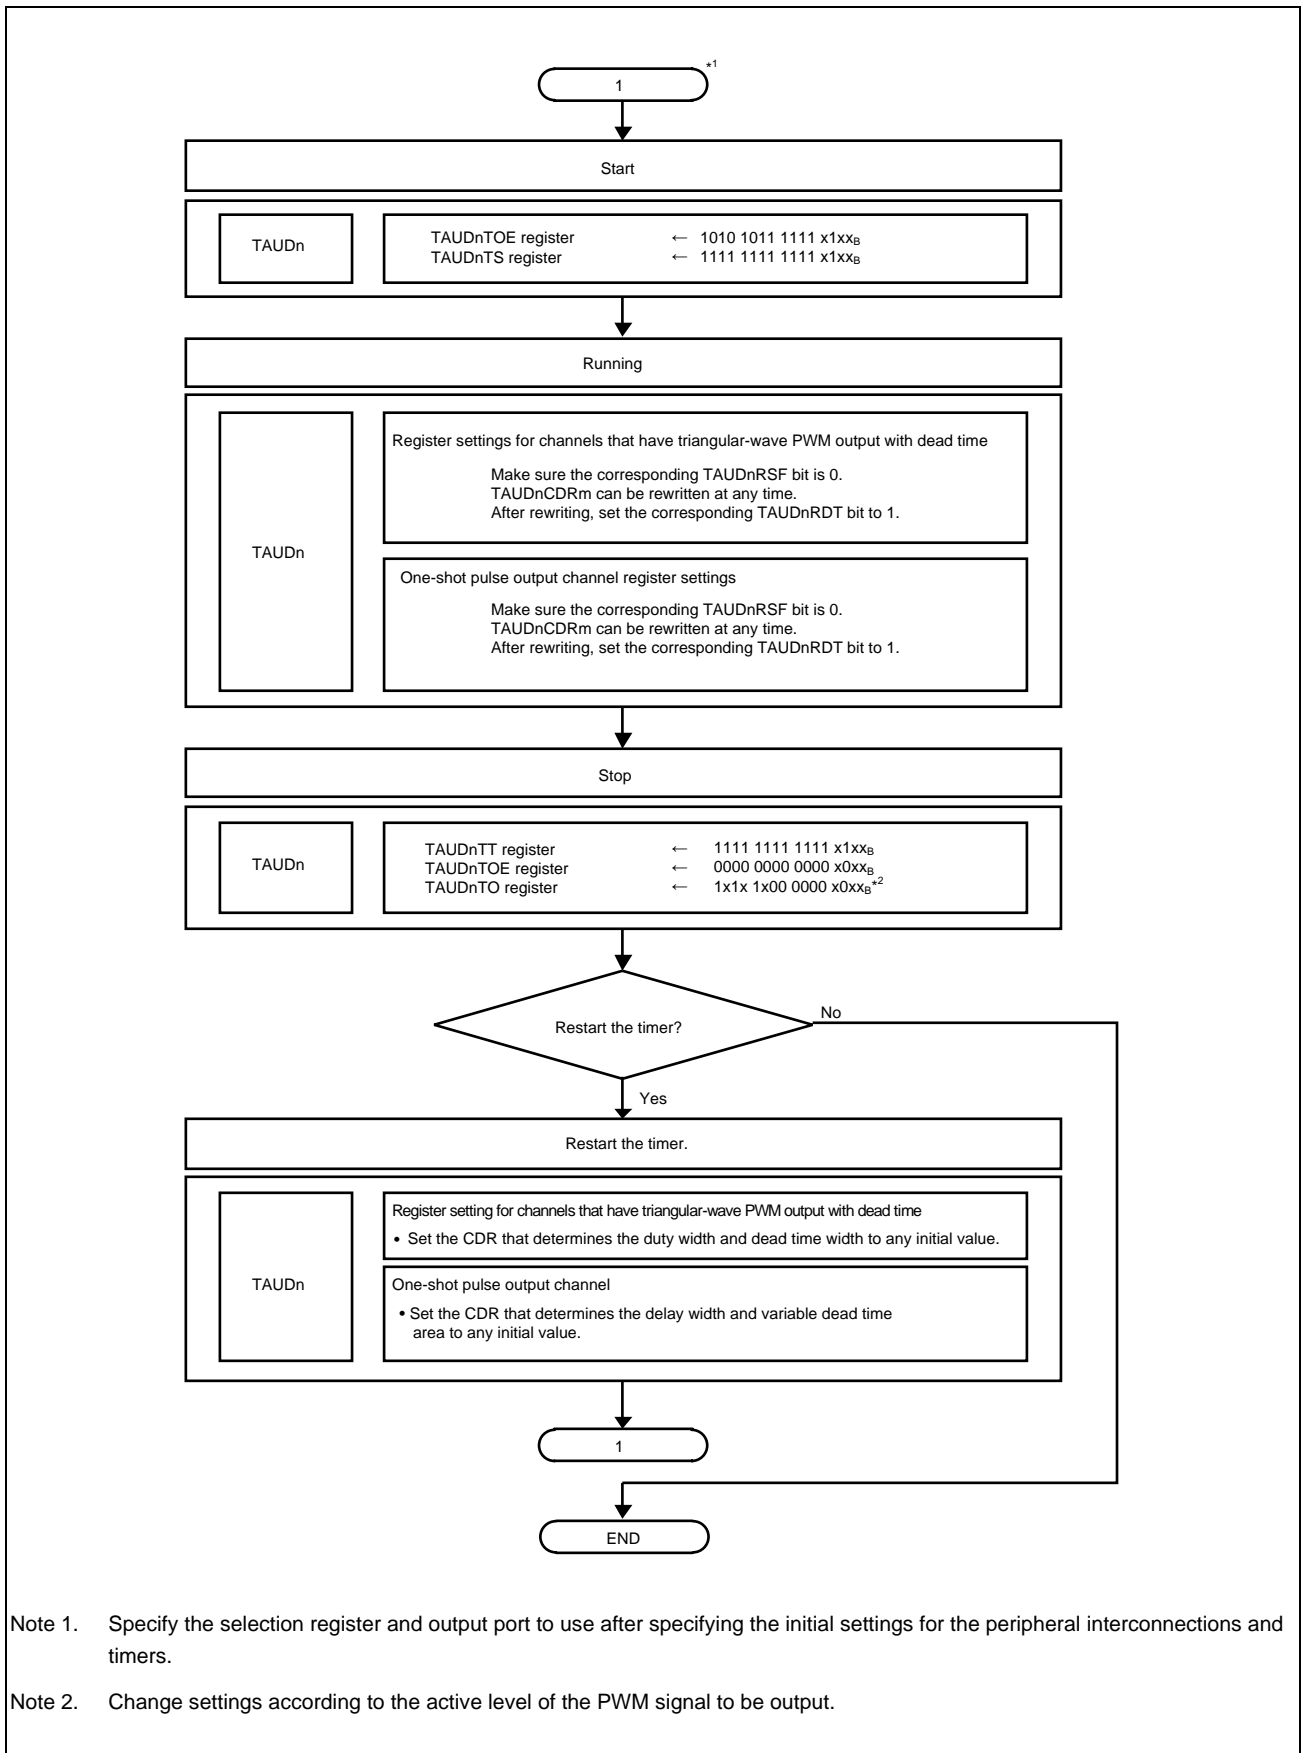 1 *1
Start
TAUDn
TAUDnTOE register ← 1010 1011 1111 x1xxB
TAUDnTS register ← 1111 1111 1111 x1xxB
Running
TAUDn
Register settings for channels that have triangular-wave PWM output with dead time
Make sure the corresponding TAUDnRSF bit is 0.
TAUDnCDRm can be rewritten at any time.
After rewriting, set the corresponding TAUDnRDT bit to 1.
One-shot pulse output channel register settings
Make sure the corresponding TAUDnRSF bit is 0.
TAUDnCDRm can be rewritten at any time.
After rewriting, set the corresponding TAUDnRDT bit to 1.
Stop
TAUDn
TAUDnTT register ← 1111 1111 1111 x1xxB
TAUDnTOE register ← 0000 0000 0000 x0xxB
TAUDnTO register ← 1x1x 1x00 0000 x0xxB*2
Restart the timer?
No
Yes
Restart the timer.
TAUDn
Register setting for channels that have triangular-wave PWM output with dead time
• Set the CDR that determines the duty width and dead time width to any initial value.
One-shot pulse output channel
• Set the CDR that determines the delay width and variable dead time
area to any initial value.
1
END
Note 1. Specify the selection register and output port to use after specifying the initial settings for the peripheral interconnections and
timers.
Note 2. Change settings according to the active level of the PWM signal to be output.